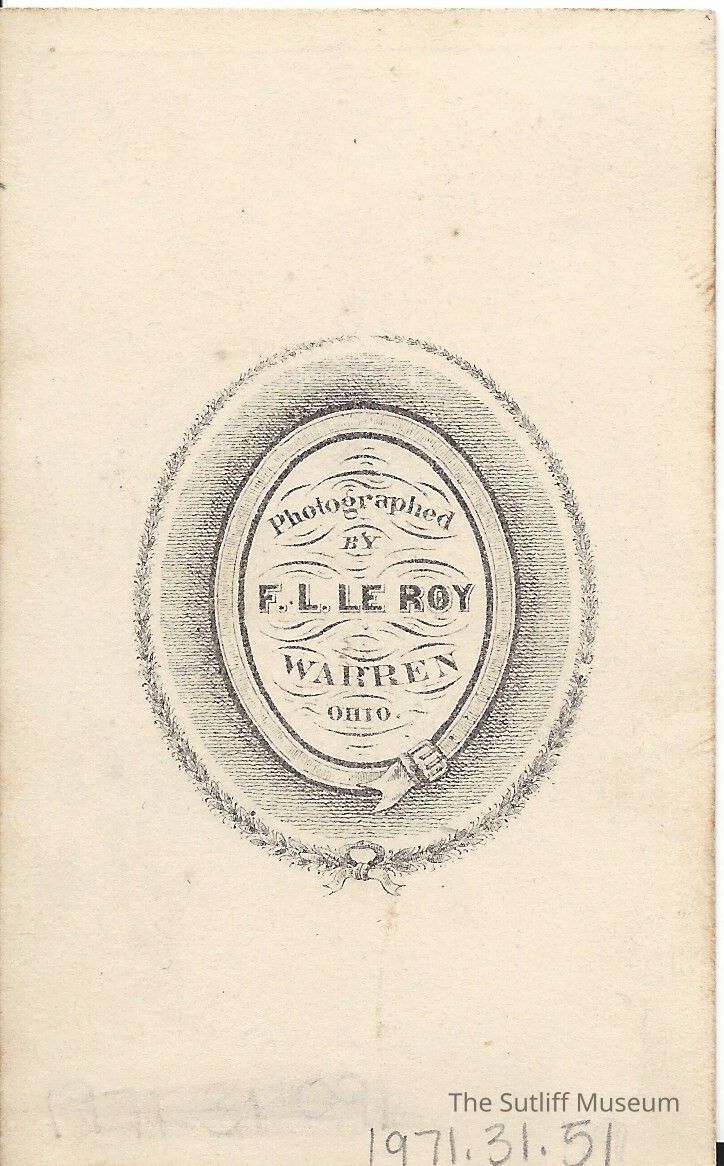 Photographed
BY
F. L. LE ROY
WARREN
OHIO.
The Sutliff Museum
1971.31.51